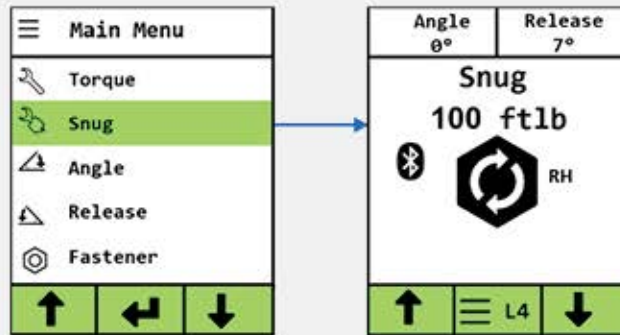 Main Menu
Torque
Snug
Angle
Release
Fastener
Angle Release
0° 7°
Snug
100 ftlb
RH
L4